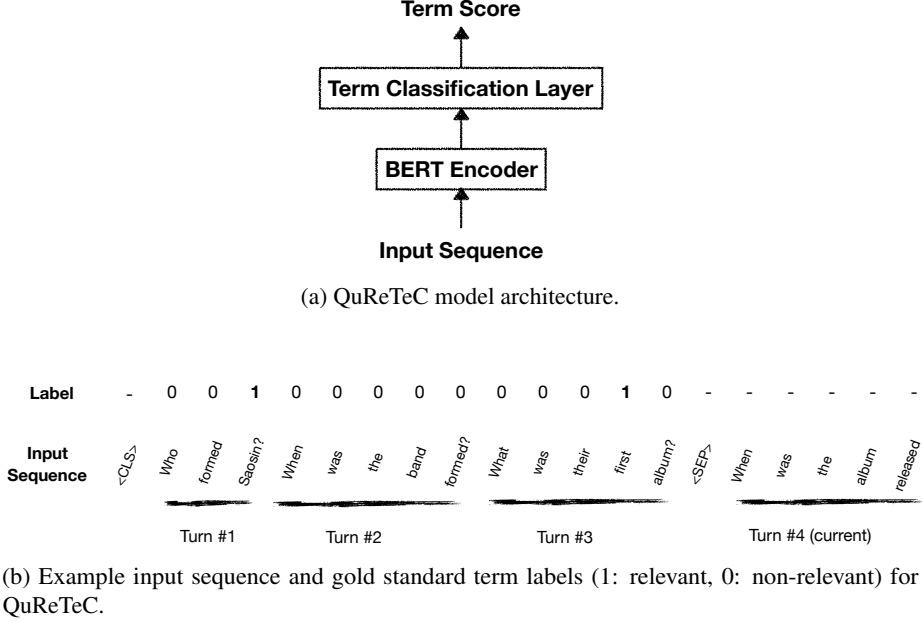 Term Score
Term Classification Layer
BERT Encoder
Input Sequence
(a) QuReTeC model architecture.
Label - 0 0 1 0 0 0 0 0 0 0 0 1 0 - - - - - -
Input Sequence <CLS> Who formed Saosin? When was the band formed? What was their first album? <SEP> When was the album released
Turn #1 Turn #2 Turn #3 Turn #4 (current)
(b) Example input sequence and gold standard term labels (1: relevant, 0: non-relevant) for
QuReTeC.